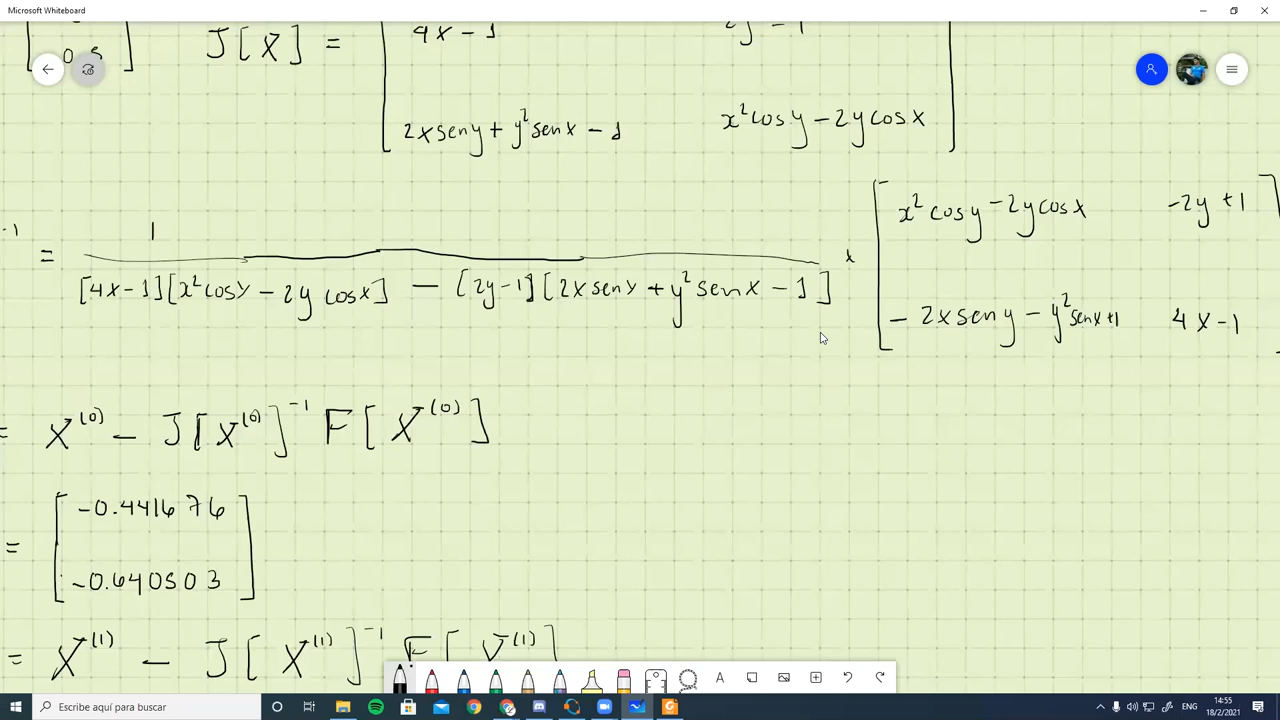 Microsoft Whiteboard
J[X] =
4x - 1
2y - 1
2x sen y + y² sen x - 1
x² cos y - 2y cos x
-1 = 1 / [4x - 1][x² cos y - 2y cos x] - [2y-1][2x sen y + y² sen x - 1] x
x² cos y - 2y cos x
-2y + 1
- 2x sen y - y² sen x + 1
4x - 1
= X⁽⁰⁾ - J[X⁽⁰⁾]⁻¹ F[X⁽⁰⁾]
=
-0.441676
-0.640503
= X⁽¹⁾ - J[X⁽¹⁾]⁻¹ F[X⁽¹⁾]
A
Escribe aquí para buscar
14:55
18/2/2021